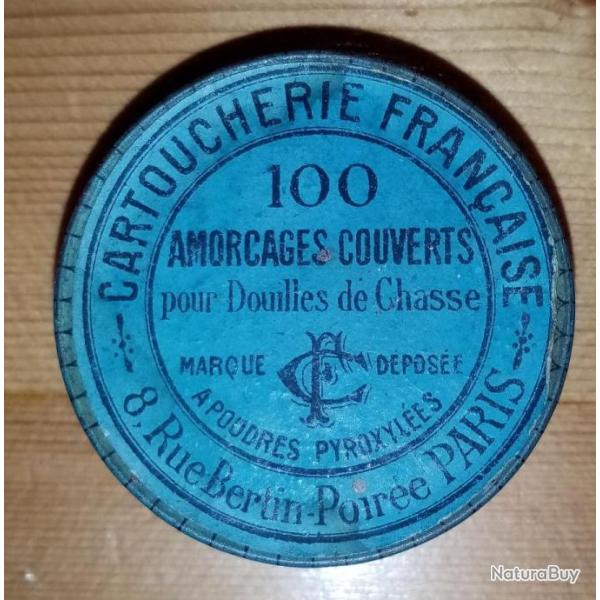 CARTOUCHERIE FRANÇAISE
100
AMORCAGES COUVERTS
pour Douilles de Chasse
MARQUE DÉPOSÉE
CF
A POUDRES PYROXYLÉES
8, Rue Bertin-Poirée PARIS
NaturaBuy